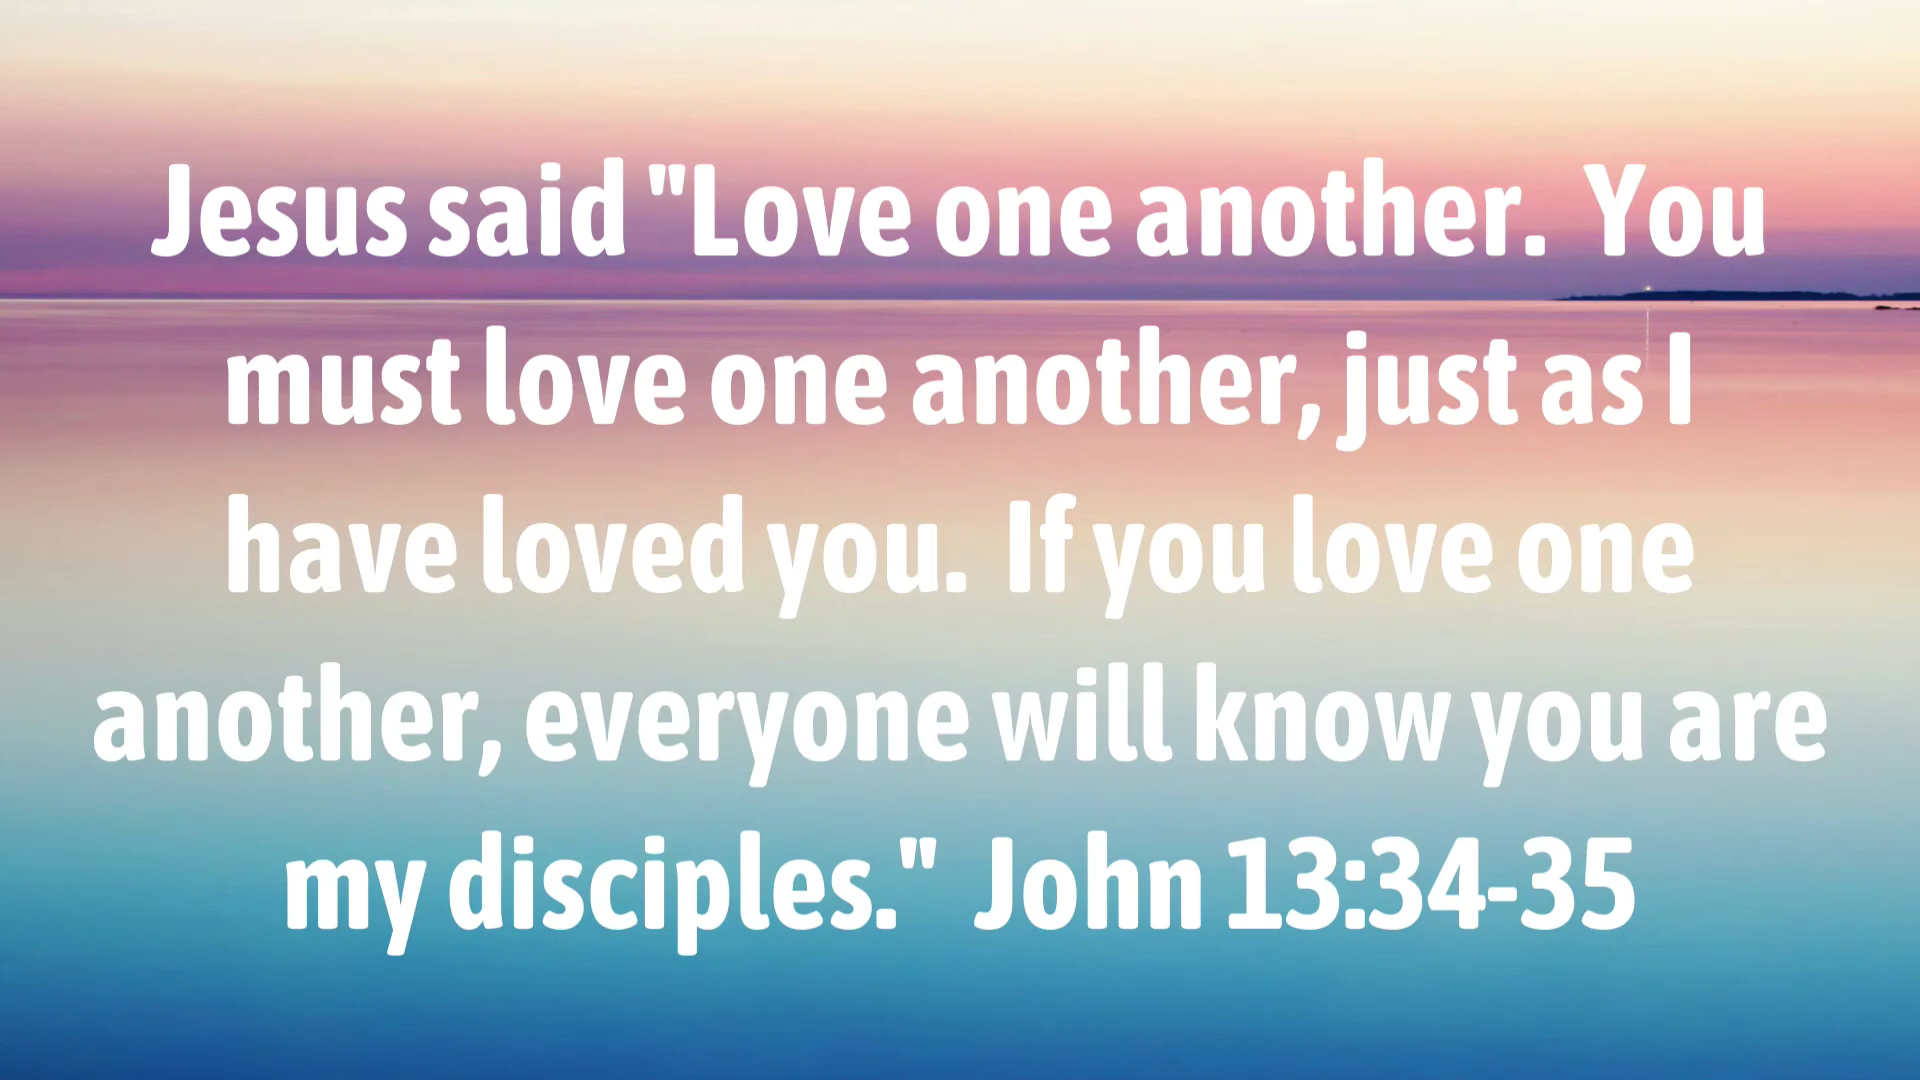 Jesus said "Love one another.  You
must love one another, just as I
have loved you.  If you love one
another, everyone will know you are
my disciples."  John 13:34-35